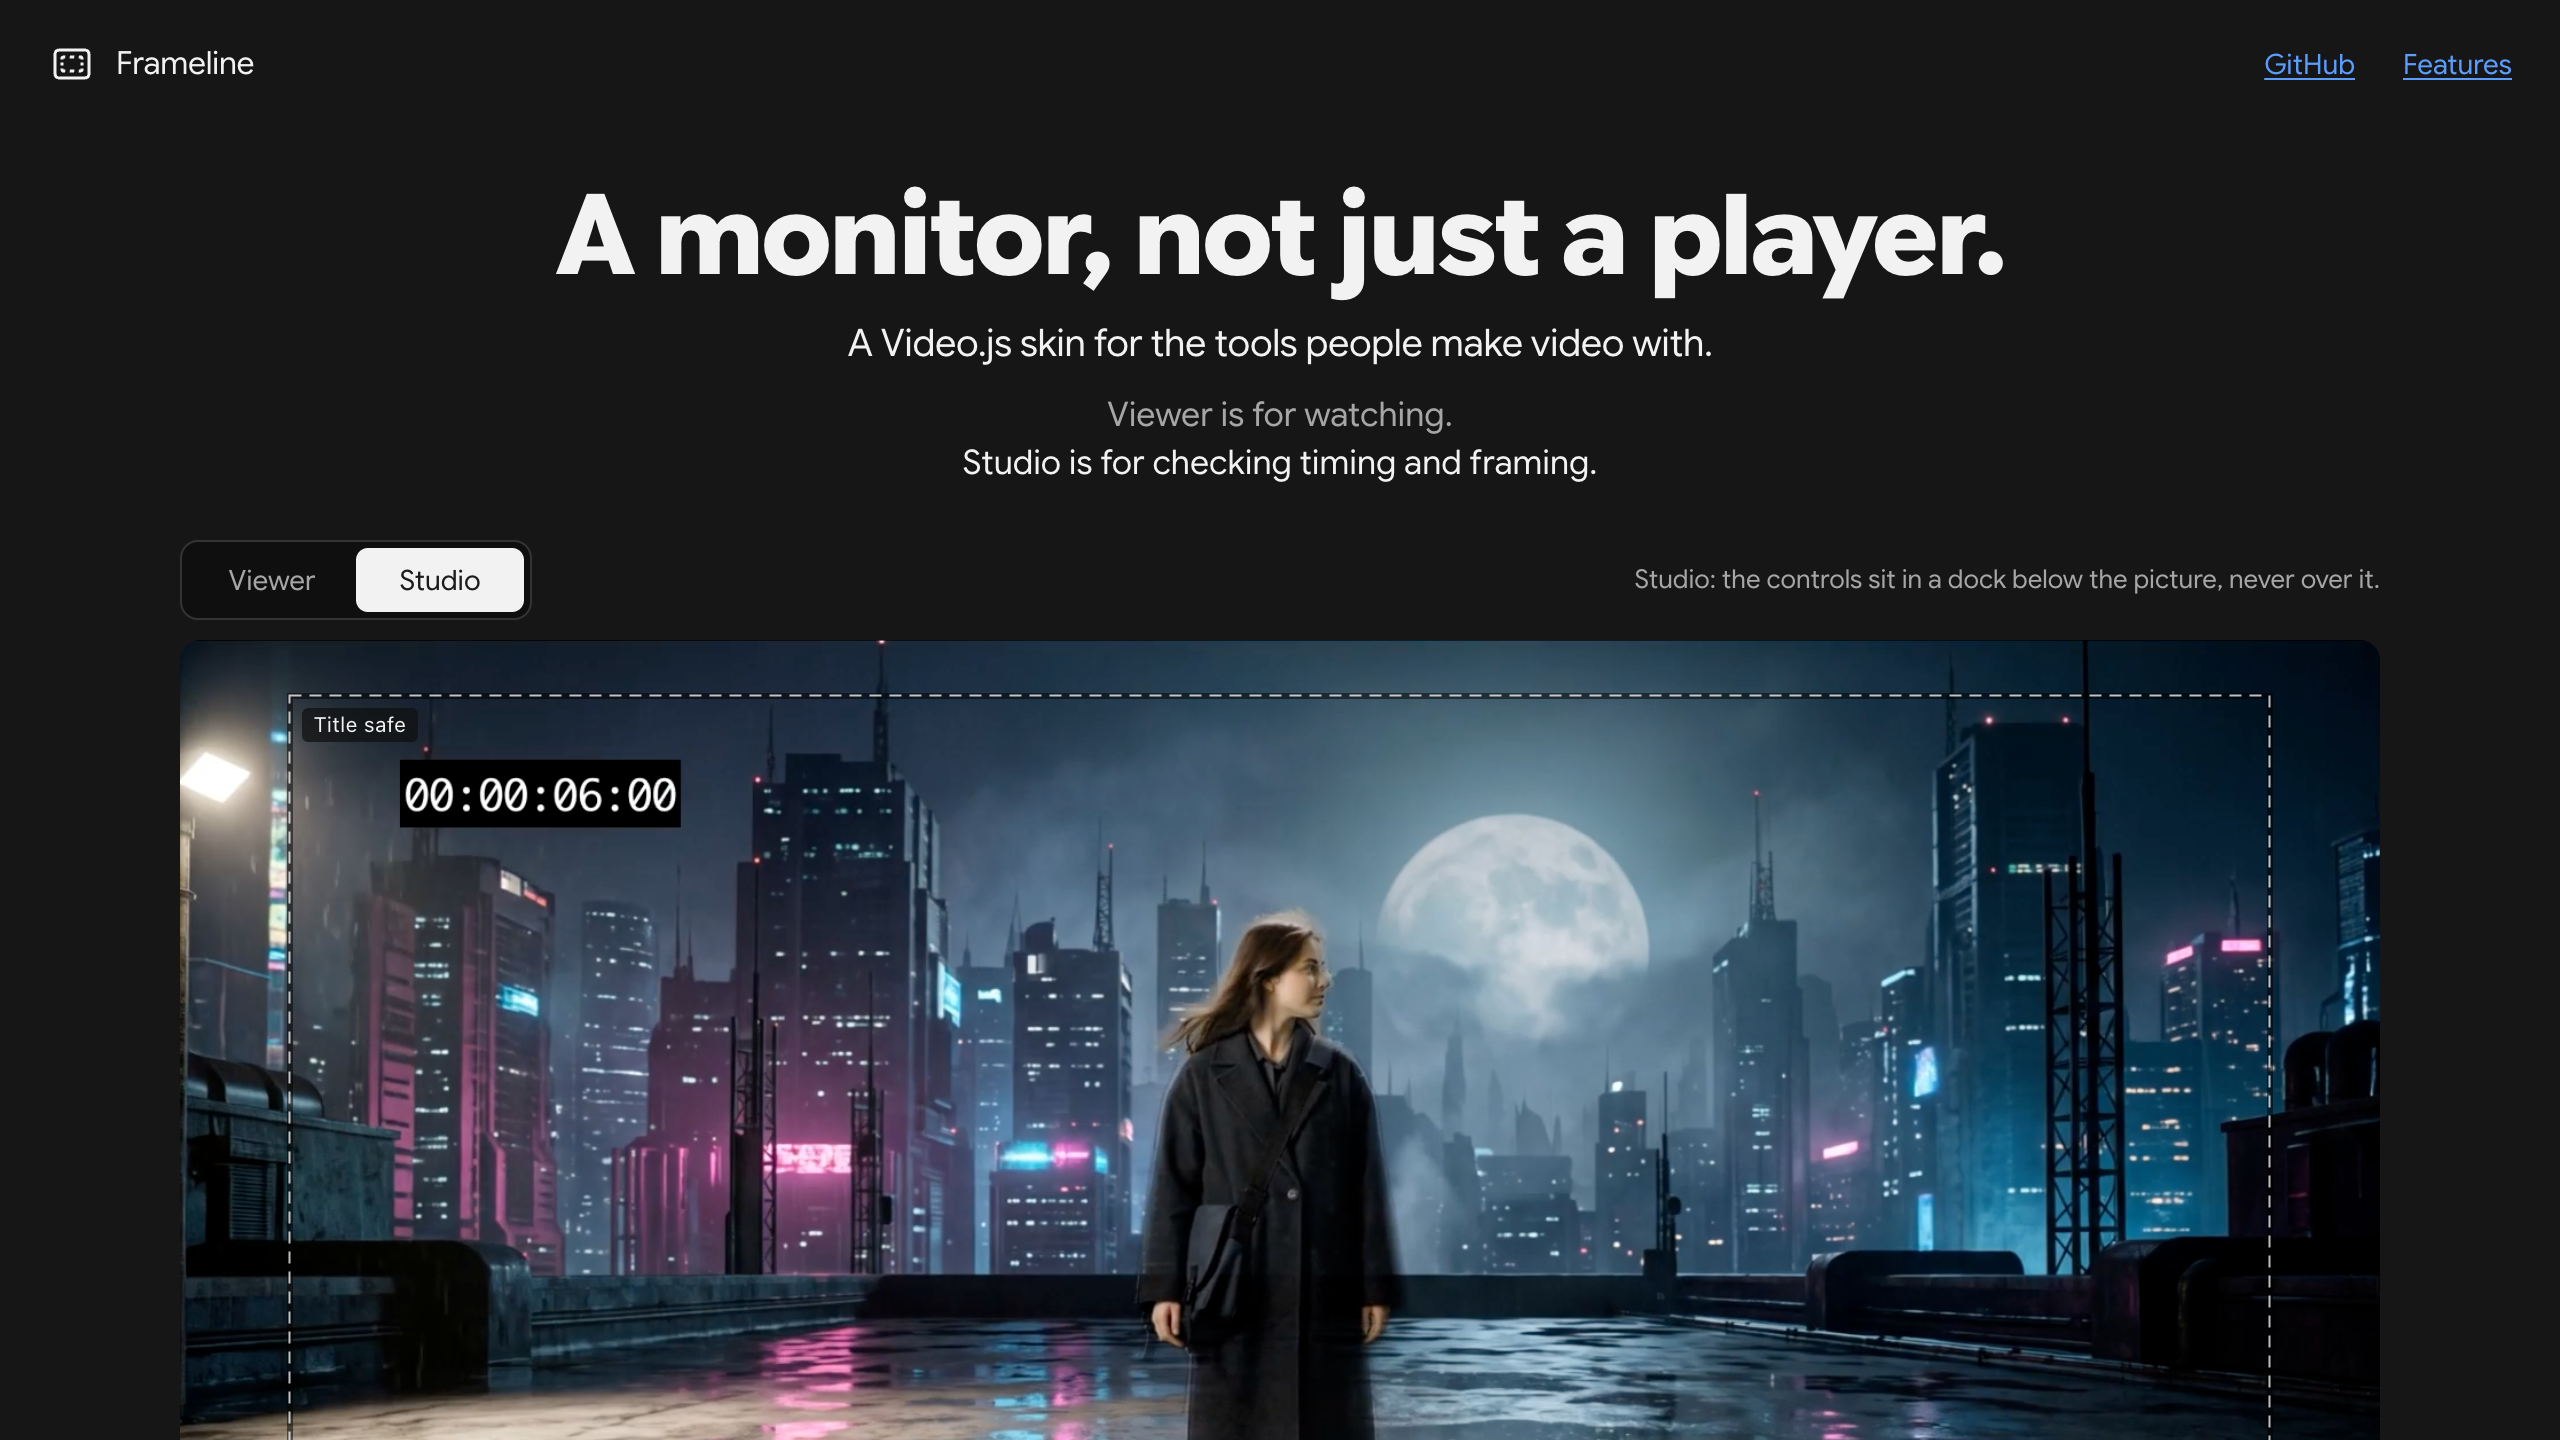 Frameline
GitHub
Features
A monitor, not just a player.
A Video.js skin for the tools people make video with.
Viewer is for watching.
Studio is for checking timing and framing.
Viewer
Studio
Studio: the controls sit in a dock below the picture, never over it.
Title safe
00:00:06:00